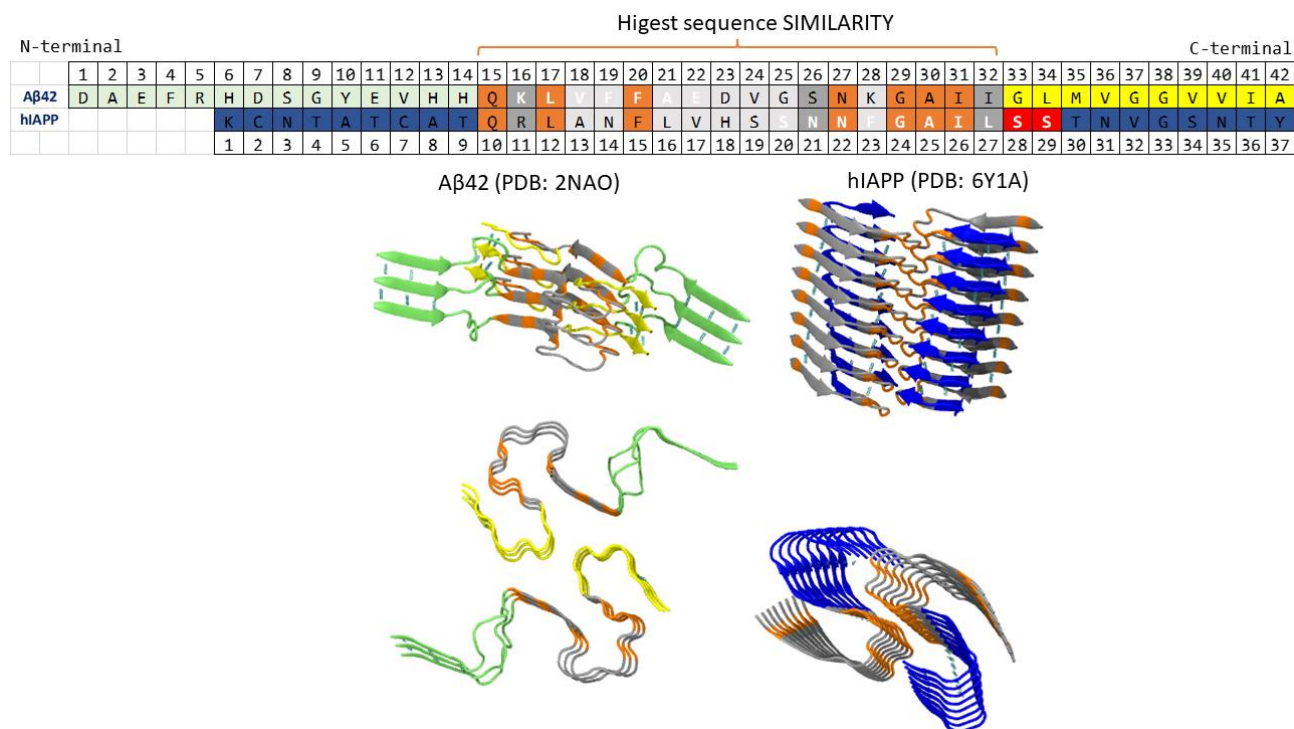 Higest sequence SIMILARITY
N-terminal C-terminal
1 2 3 4 5 6 7 8 9 10 11 12 13 14 15 16 17 18 19 20 21 22 23 24 25 26 27 28 29 30 31 32 33 34 35 36 37 38 39 40 41 42
Aβ42 D A E F R H D S G Y E V H H Q K L V F F A E D V G S N K G A I I G L M V G G V V I A
hIAPP K C N T A T C A T Q R L A N F L V H S S N N F G A I L S S T N V G S N T Y
1 2 3 4 5 6 7 8 9 10 11 12 13 14 15 16 17 18 19 20 21 22 23 24 25 26 27 28 29 30 31 32 33 34 35 36 37
Aβ42 (PDB: 2NAO) hIAPP (PDB: 6Y1A)